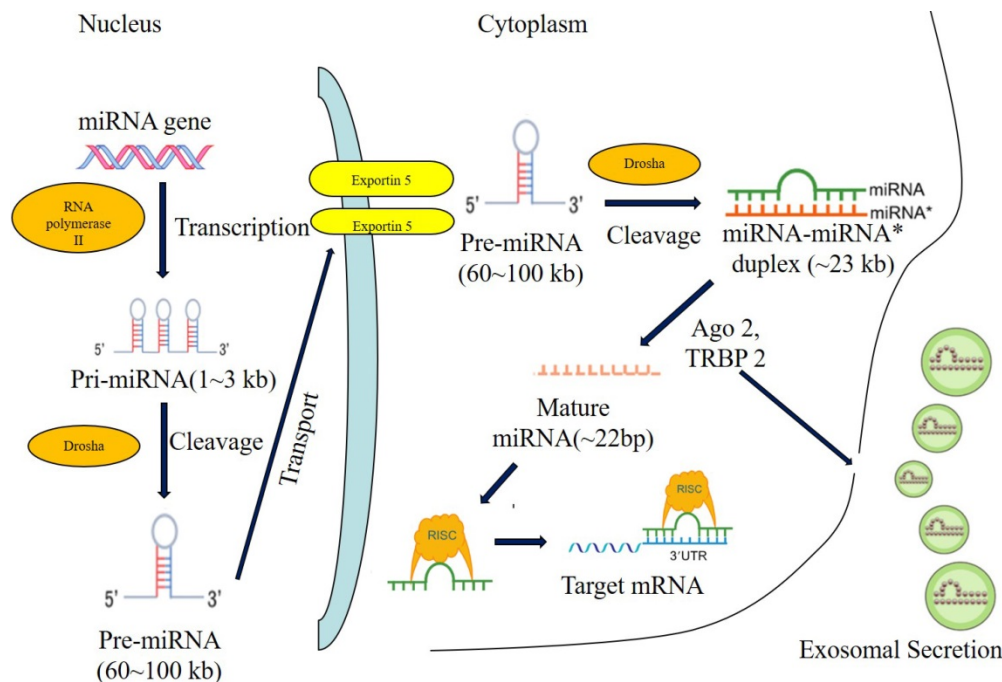 Nucleus
Cytoplasm
miRNA gene
RNA
polymerase
II
Transcription
5'
3'
Pri-miRNA(1~3 kb)
Drosha
Cleavage
5'
3'
Pre-miRNA
(60~100 kb)
Transport
Exportin 5
Exportin 5
5'
3'
Pre-miRNA
(60~100 kb)
Drosha
Cleavage
miRNA
miRNA*
miRNA-miRNA*
duplex (~23 kb)
Ago 2,
TRBP 2
Mature
miRNA(~22bp)
RISC
RISC
3'UTR
Target mRNA
Exosomal Secretion